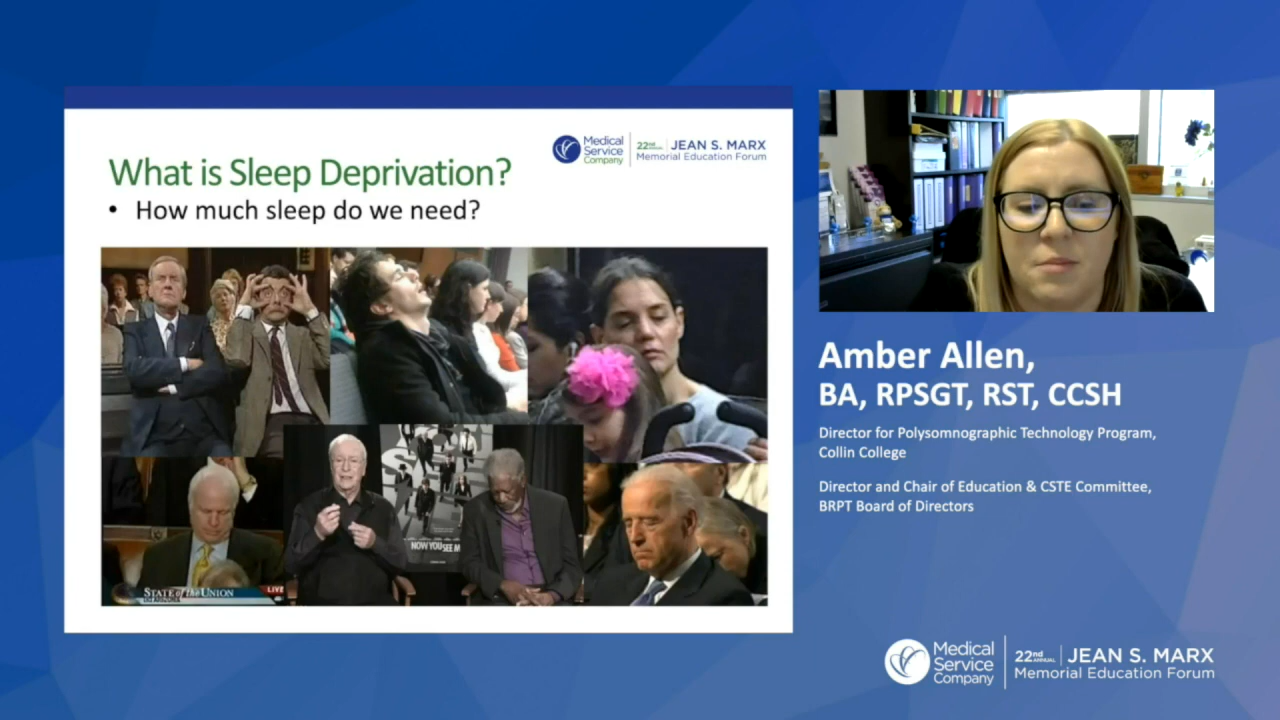 Medical
Service
Company
22nd
ANNUAL
JEAN S. MARX
Memorial Education Forum
What is Sleep Deprivation?
• How much sleep do we need?
NOW YOU SEE M
STATE of the UNION
LIVE
Amber Allen,
BA, RPSGT, RST, CCSH
Director for Polysomnographic Technology Program,
Collin College
Director and Chair of Education & CSTE Committee,
BRPT Board of Directors
Medical
Service
Company
22nd
ANNUAL
JEAN S. MARX
Memorial Education Forum